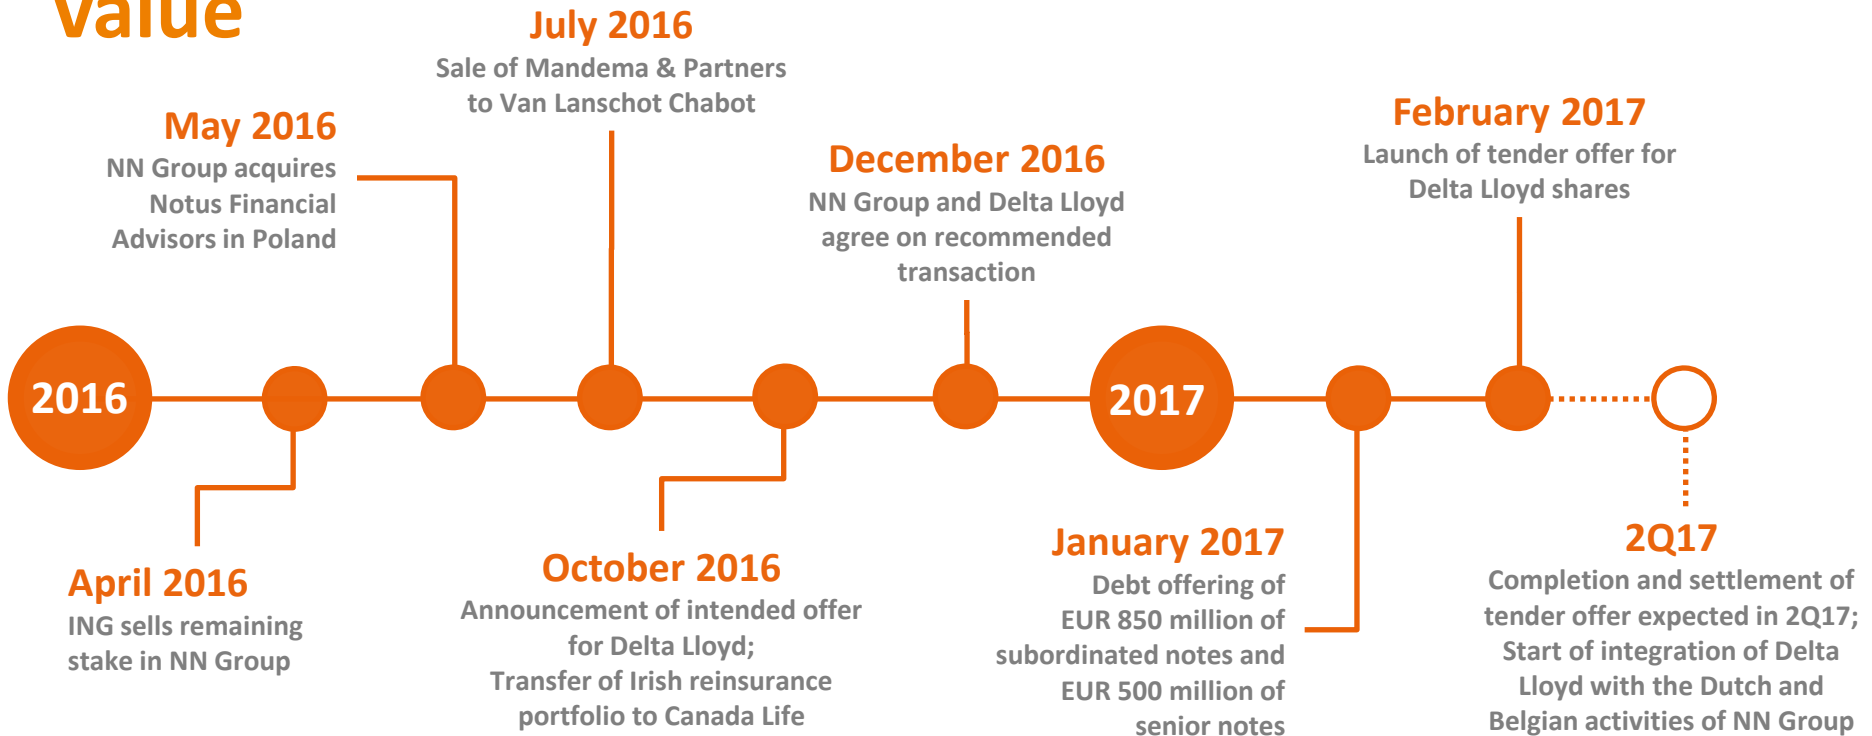 Value
July 2016
Sale of Mandema & Partners
to Van Lanschot Chabot
May 2016
NN Group acquires
Notus Financial
Advisors in Poland
December 2016
NN Group and Delta Lloyd
agree on recommended
transaction
February 2017
Launch of tender offer for
Delta Lloyd shares
2016
2017
April 2016
ING sells remaining
stake in NN Group
October 2016
Announcement of intended offer
for Delta Lloyd;
Transfer of Irish reinsurance
portfolio to Canada Life
January 2017
Debt offering of
EUR 850 million of
subordinated notes and
EUR 500 million of
senior notes
2Q17
Completion and settlement of
tender offer expected in 2Q17;
Start of integration of Delta
Lloyd with the Dutch and
Belgian activities of NN Group